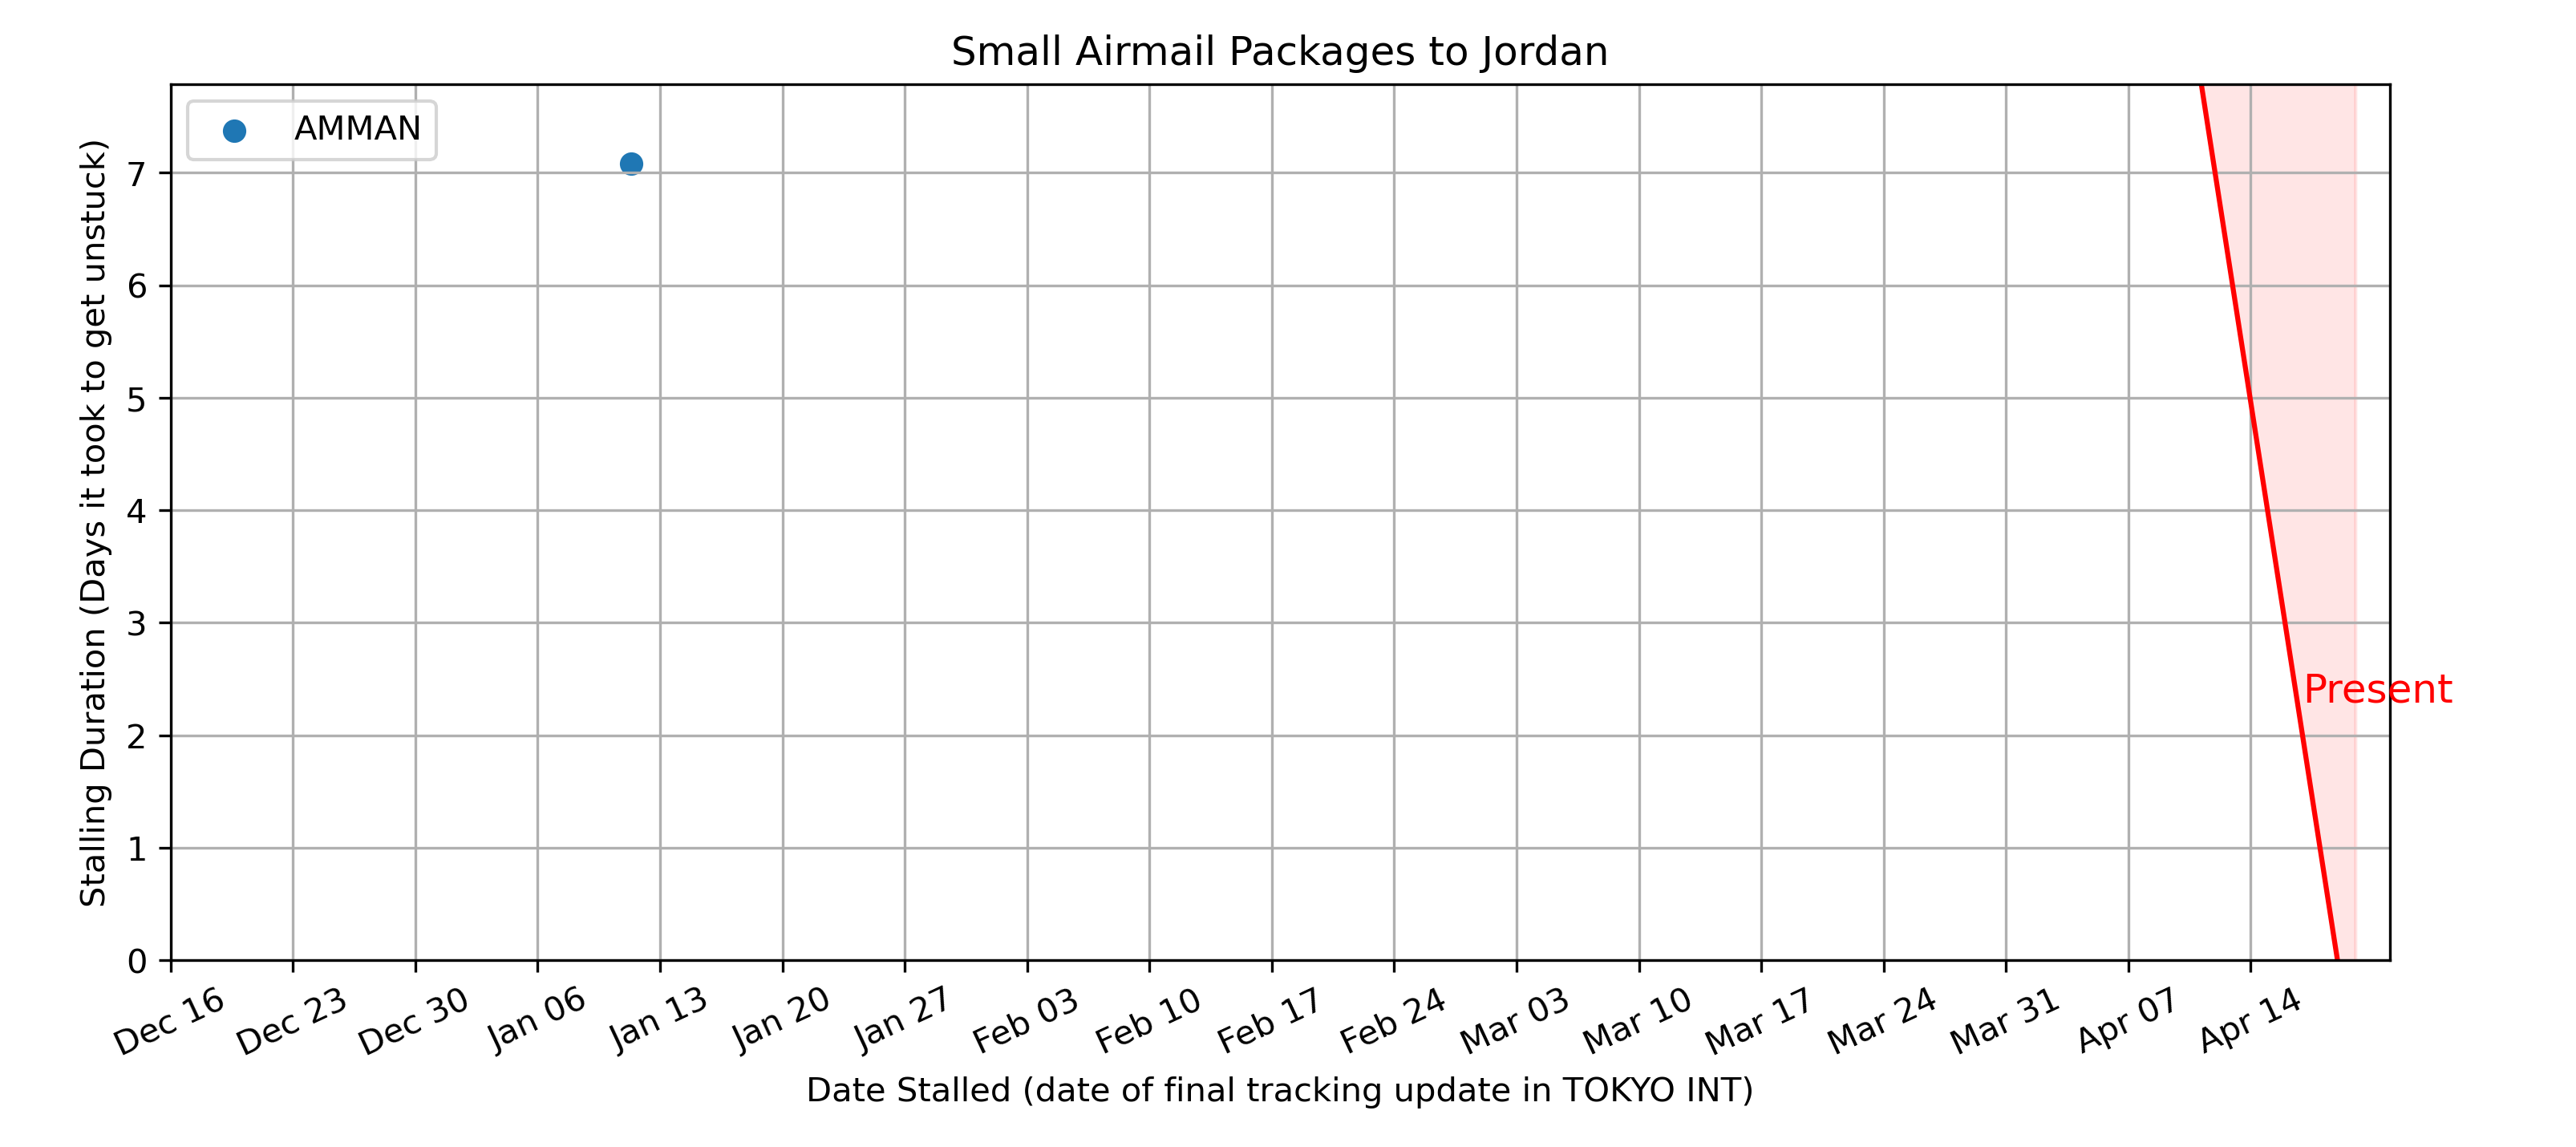 Small Airmail Packages to Jordan
AMMAN
Stalling Duration (Days it took to get unstuck)
7
6
5
4
3
2
1
0
Present
Dec 16
Dec 23
Dec 30
Jan 06
Jan 13
Jan 20
Jan 27
Feb 03
Feb 10
Feb 17
Feb 24
Mar 03
Mar 10
Mar 17
Mar 24
Mar 31
Apr 07
Apr 14
Date Stalled (date of final tracking update in TOKYO INT)